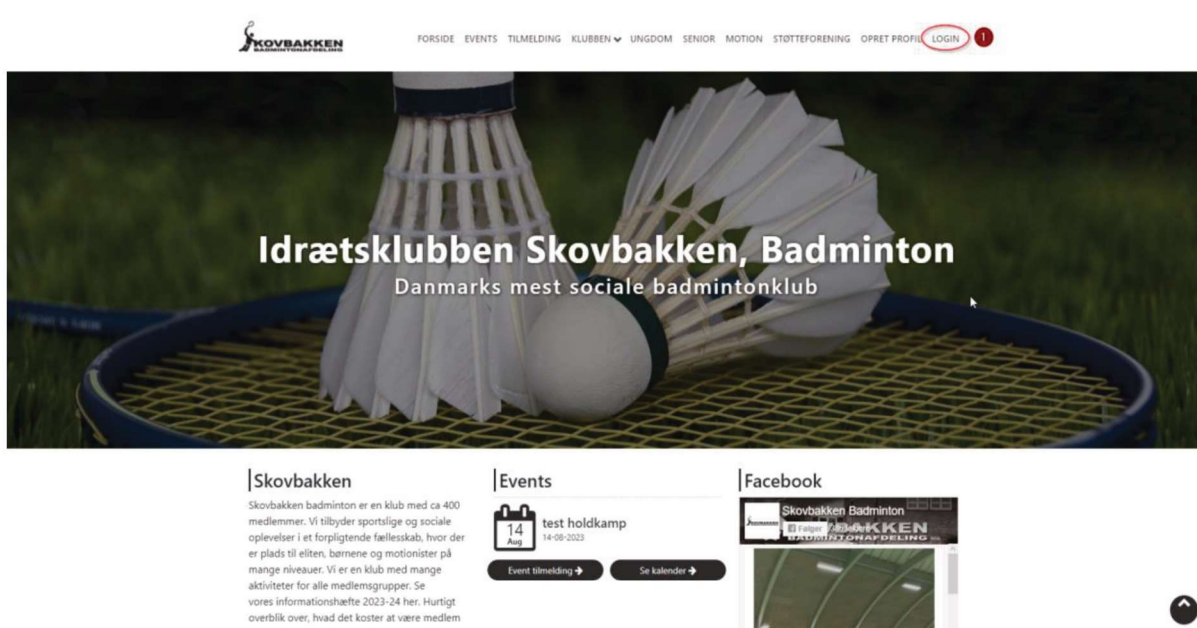 SKOVBAKKEN
BADMINTONAFDELING
FORSIDE EVENTS TILMELDING KLUBBEN UNGDOM SENIOR MOTION STØTTEFORENING OPRET PROFIL LOGIN 1
Idrætsklubben Skovbakken, Badminton
Danmarks mest sociale badmintonklub
Skovbakken
Skovbakken badminton er en klub med ca 400
medlemmer. Vi tilbyder sportslige og sociale
oplevelser i et forpligtende fællesskab, hvor der
er plads til eliten, børnene og motionister på
mange niveauer. Vi er en klub med mange
aktiviteter for alle medlemsgrupper. Se
vores informationshæfte 2023-24 her. Hurtigt
overblik over, hvad det koster at være medlem
Events
14
Aug
test holdkamp
14-08-2023
Event tilmelding
Se kalender
Facebook
Skovbakken Badminton
Følger
BADMINTONAFDELING